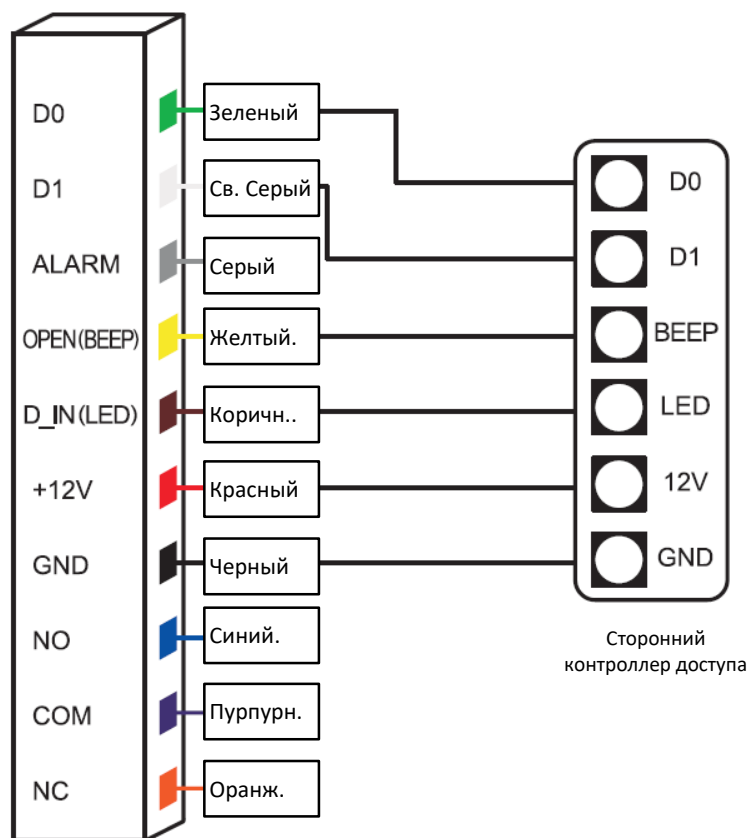 D0
Зеленый
D1
Св. Серый
ALARM
Серый
OPEN(BEEP)
Желтый.
D_IN(LED)
Коричн..
+12V
Красный
GND
Черный
NO
Синий.
COM
Пурпурн.
NC
Оранж.
D0
D1
BEEP
LED
12V
GND
Сторонний
контроллер доступа